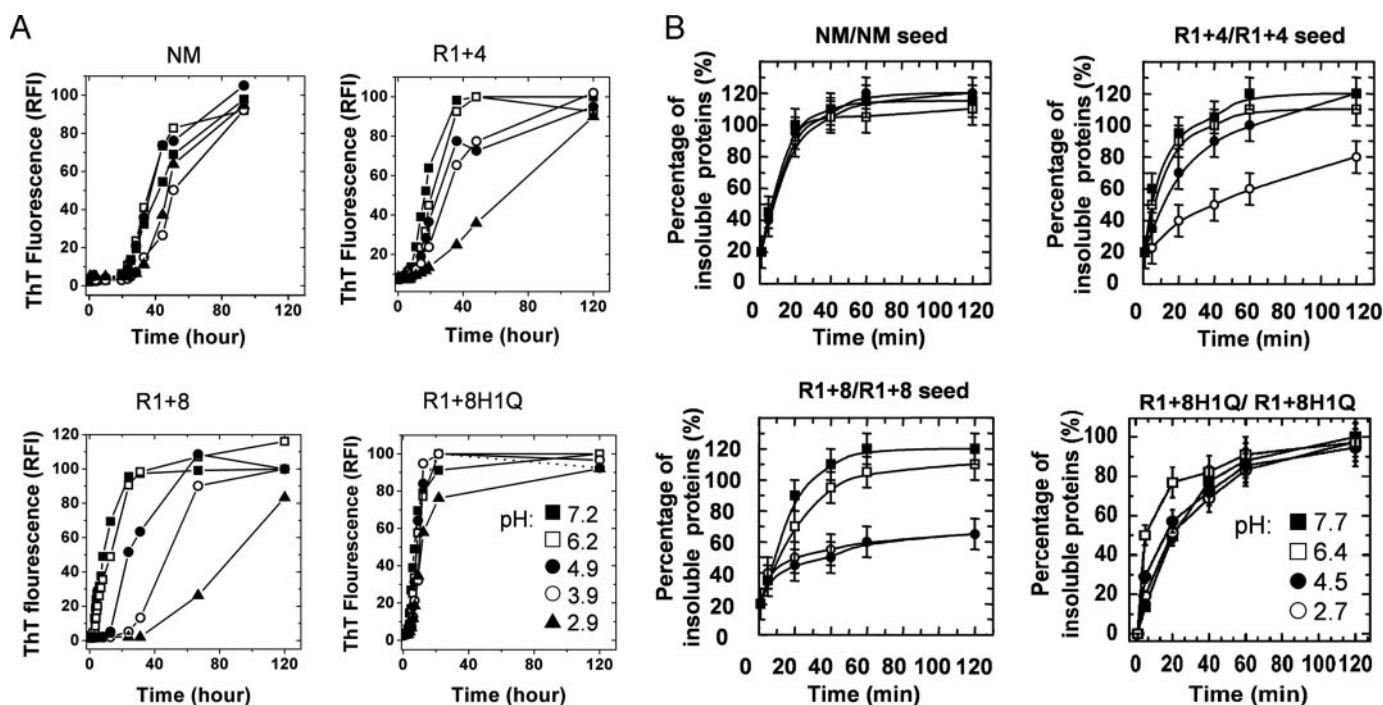 A
NM
ThT Fluorescence (RFI)
100
80
60
40
20
0
0 40 80 120
Time (hour)
R1+4
ThT Fluorescence (RFI)
100
80
60
40
20
0 40 80 120
Time (hour)
R1+8
ThT flourescence (RFI)
120
100
80
60
40
20
0
0 40 80 120
Time (hour)
R1+8H1Q
ThT Fluorescence (RFI)
100
80
60
40
20
0
0 40 80 120
Time (hour)
pH:
7.2
6.2
4.9
3.9
2.9
B
NM/NM seed
Percentage of
insoluble proteins (%)
120
100
80
60
40
20
0
0 20 40 60 80 100 120
Time (min)
R1+4/R1+4 seed
Percentage of
insoluble proteins (%)
120
100
80
60
40
20
0
0 20 40 60 80 100 120
Time (min)
R1+8/R1+8 seed
Percentage of
insoluble proteins (%)
120
100
80
60
40
20
0
0 20 40 60 80 100 120
Time (min)
R1+8H1Q/ R1+8H1Q
Percentage of
insoluble proteins (%)
100
80
60
40
20
0
0 20 40 60 80 100 120
Time (min)
pH:
7.7
6.4
4.5
2.7